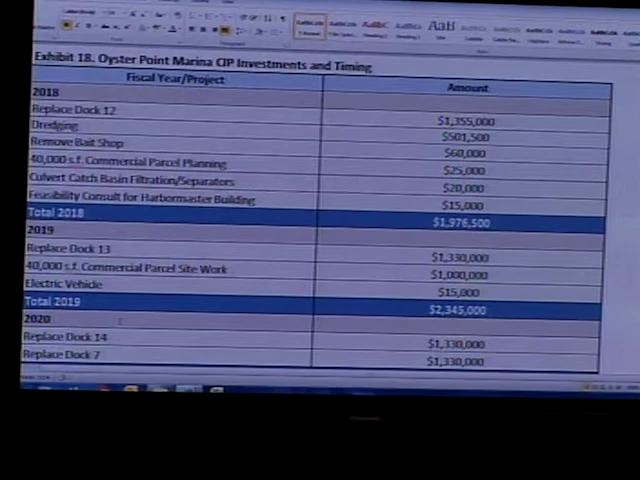 Exhibit 18. Oyster Point Marina CIP Investments and Timing
Fiscal Year/Project Amount
2018
Replace Dock 12 $1,355,000
Dredging $501,500
Remove Bait Shop $60,000
40,000 s.f. Commercial Parcel Planning $25,000
Culvert Catch Basin Filtration/Separators $20,000
Feasibility Consult for Harbormaster Building $15,000
Total 2018 $1,976,500
2019
Replace Dock 13 $1,330,000
40,000 s.f. Commercial Parcel Site Work $1,000,000
Electric Vehicle $15,000
Total 2019 $2,345,000
2020
Replace Dock 14 $1,330,000
Replace Dock 7 $1,330,000